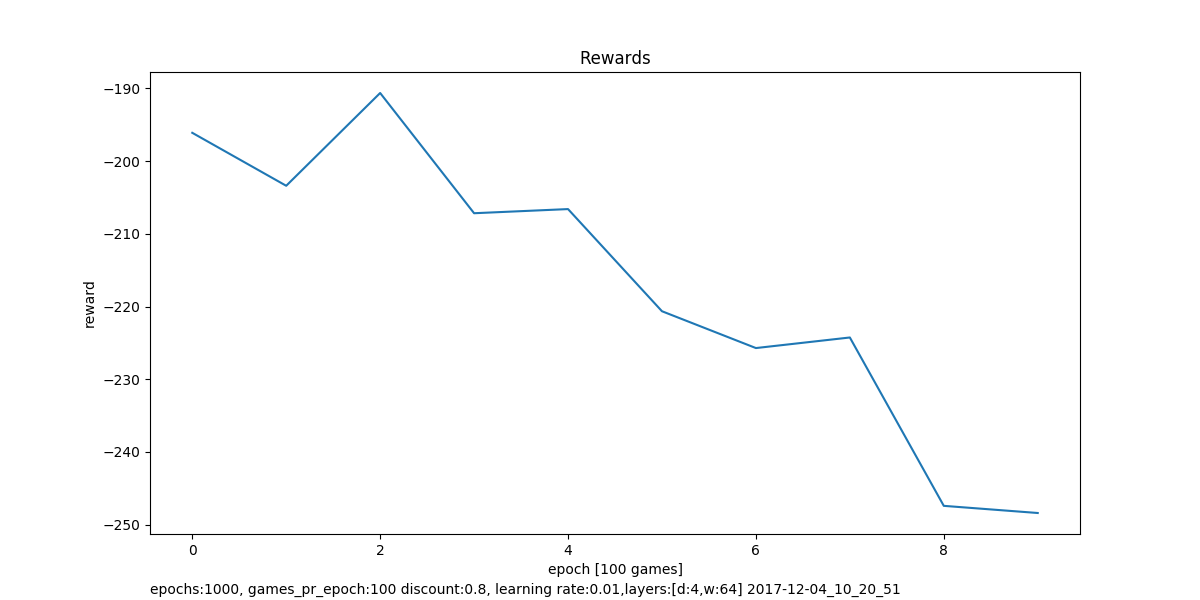 Rewards
−190
−200
−210
−220
−230
−240
−250
reward
0 2 4 6 8
epoch [100 games]
epochs:1000, games_pr_epoch:100 discount:0.8, learning rate:0.01,layers:[d:4,w:64] 2017-12-04_10_20_51